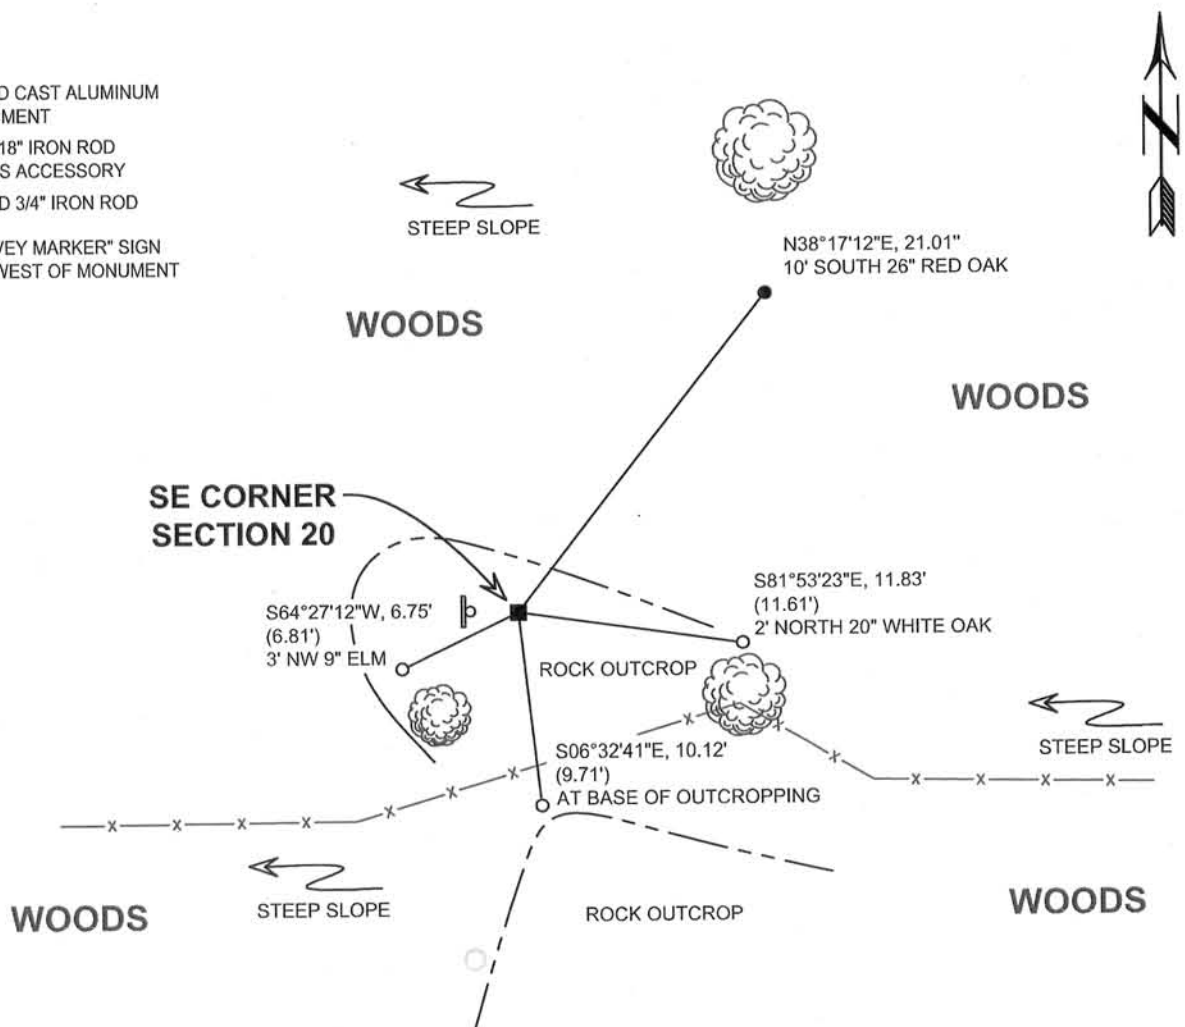 CAST ALUMINUM
18" IRON ROD
ACCESSORY
3/4" IRON ROD
MARKER" SIGN
WEST OF MONUMENT
N
STEEP SLOPE
N38°17'12"E, 21.01"
10' SOUTH 26" RED OAK
WOODS
WOODS
SE CORNER
SECTION 20
S81°53'23"E, 11.83'
(11.61')
2' NORTH 20" WHITE OAK
S64°27'12"W, 6.75'
(6.81')
3' NW 9" ELM
ROCK OUTCROP
STEEP SLOPE
S06°32'41"E, 10.12'
(9.71')
AT BASE OF OUTCROPPING
STEEP SLOPE
ROCK OUTCROP
WOODS
WOODS